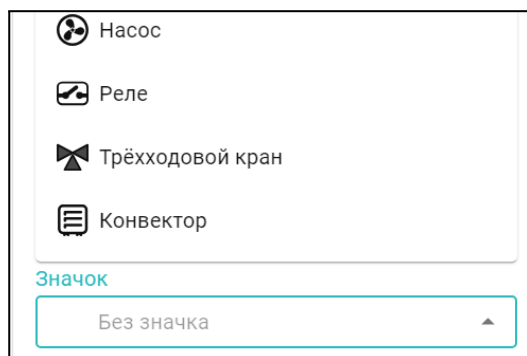 Насос
Реле
Трёхходовой кран
Конвектор
Значок
Без значка